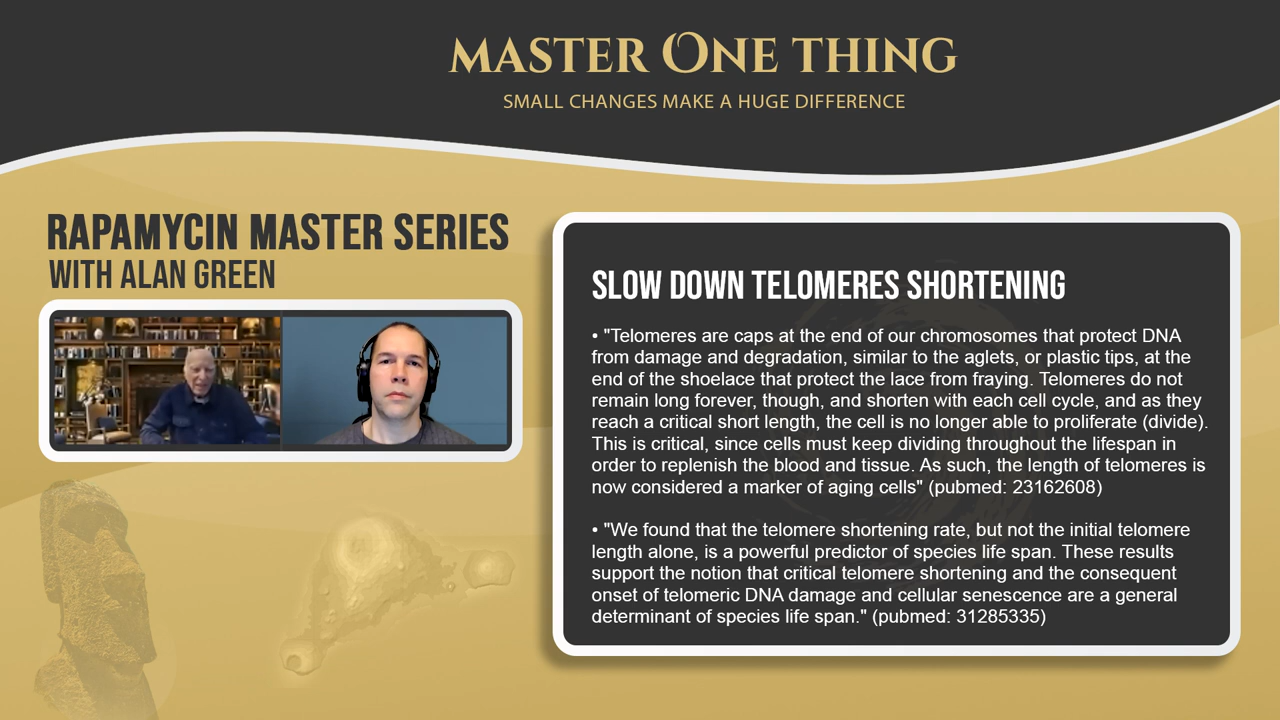 MASTER ONE THING
SMALL CHANGES MAKE A HUGE DIFFERENCE
RAPAMYCIN MASTER SERIES
WITH ALAN GREEN
SLOW DOWN TELOMERES SHORTENING
• "Telomeres are caps at the end of our chromosomes that protect DNA
from damage and degradation, similar to the aglets, or plastic tips, at the
end of the shoelace that protect the lace from fraying. Telomeres do not
remain long forever, though, and shorten with each cell cycle, and as they
reach a critical short length, the cell is no longer able to proliferate (divide).
This is critical, since cells must keep dividing throughout the lifespan in
order to replenish the blood and tissue. As such, the length of telomeres is
now considered a marker of aging cells" (pubmed: 23162608)
• "We found that the telomere shortening rate, but not the initial telomere
length alone, is a powerful predictor of species life span. These results
support the notion that critical telomere shortening and the consequent
onset of telomeric DNA damage and cellular senescence are a general
determinant of species life span." (pubmed: 31285335)